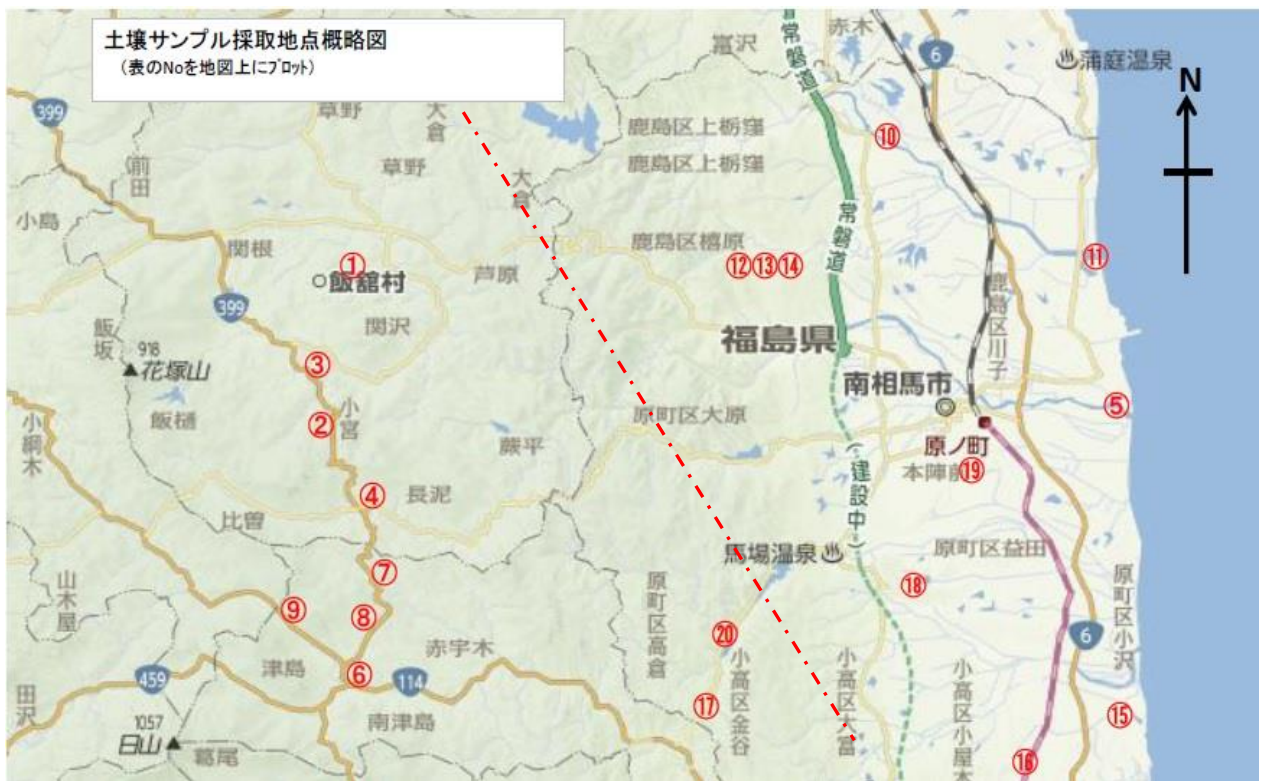 土壌サンプル採取地点概略図
(表のNoを地図上にプロット)
399
前田
草野
大倉
草野
大倉
富沢
常磐道
赤木
6
蒲庭温泉
N
鹿島区上栃窪
鹿島区上栃窪
⑩
小島
関根
①
飯舘村
芦原
鹿島区橲原
⑫⑬⑭
常磐道
⑪
399
関沢
鹿島区川子
飯坂
918
花塚山
③
福島県
南相馬市
⑤
飯樋
②
小宮
原町区大原
小綱木
蕨平
原ノ町
本陣前
⑲
④
長泥
(建設中)
比曽
馬場温泉
原町区益田
山木屋
⑦
原町区高倉
⑱
原町区小沢
⑨
⑧
⑳
6
赤宇木
津島
⑥
114
459
小高区金谷
小高区大富
小高区小屋木
田沢
南津島
⑰
⑮
1057
日山
葛尾
⑯